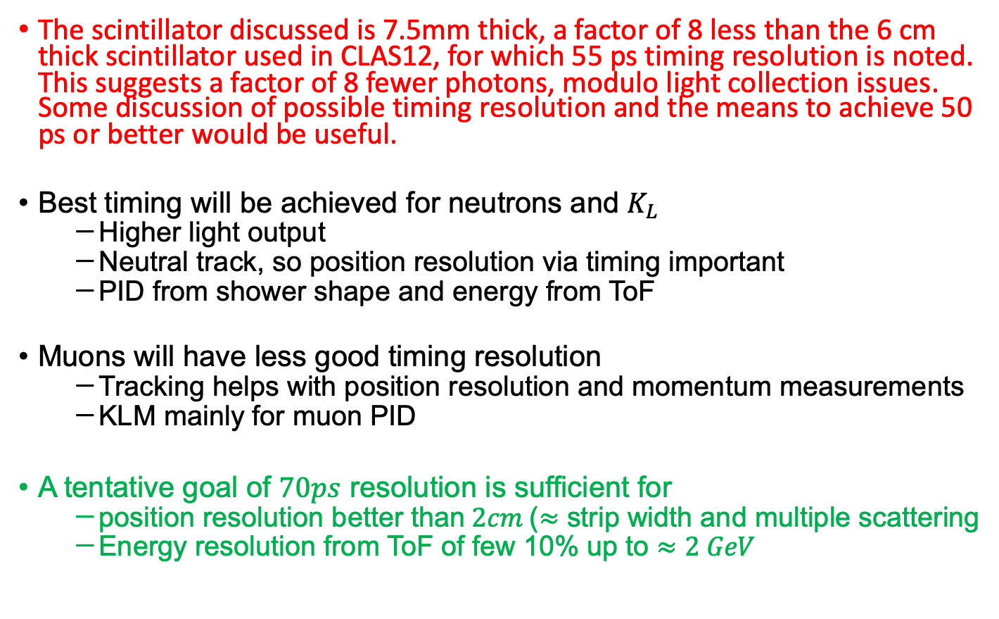 • The scintillator discussed is 7.5mm thick, a factor of 8 less than the 6 cm
thick scintillator used in CLAS12, for which 55 ps timing resolution is noted.
This suggests a factor of 8 fewer photons, modulo light collection issues.
Some discussion of possible timing resolution and the means to achieve 50
ps or better would be useful.
• Best timing will be achieved for neutrons and K_L
– Higher light output
– Neutral track, so position resolution via timing important
– PID from shower shape and energy from ToF
• Muons will have less good timing resolution
– Tracking helps with position resolution and momentum measurements
– KLM mainly for muon PID
• A tentative goal of 70ps resolution is sufficient for
– position resolution better than 2cm (≈ strip width and multiple scattering
– Energy resolution from ToF of few 10% up to ≈ 2 GeV